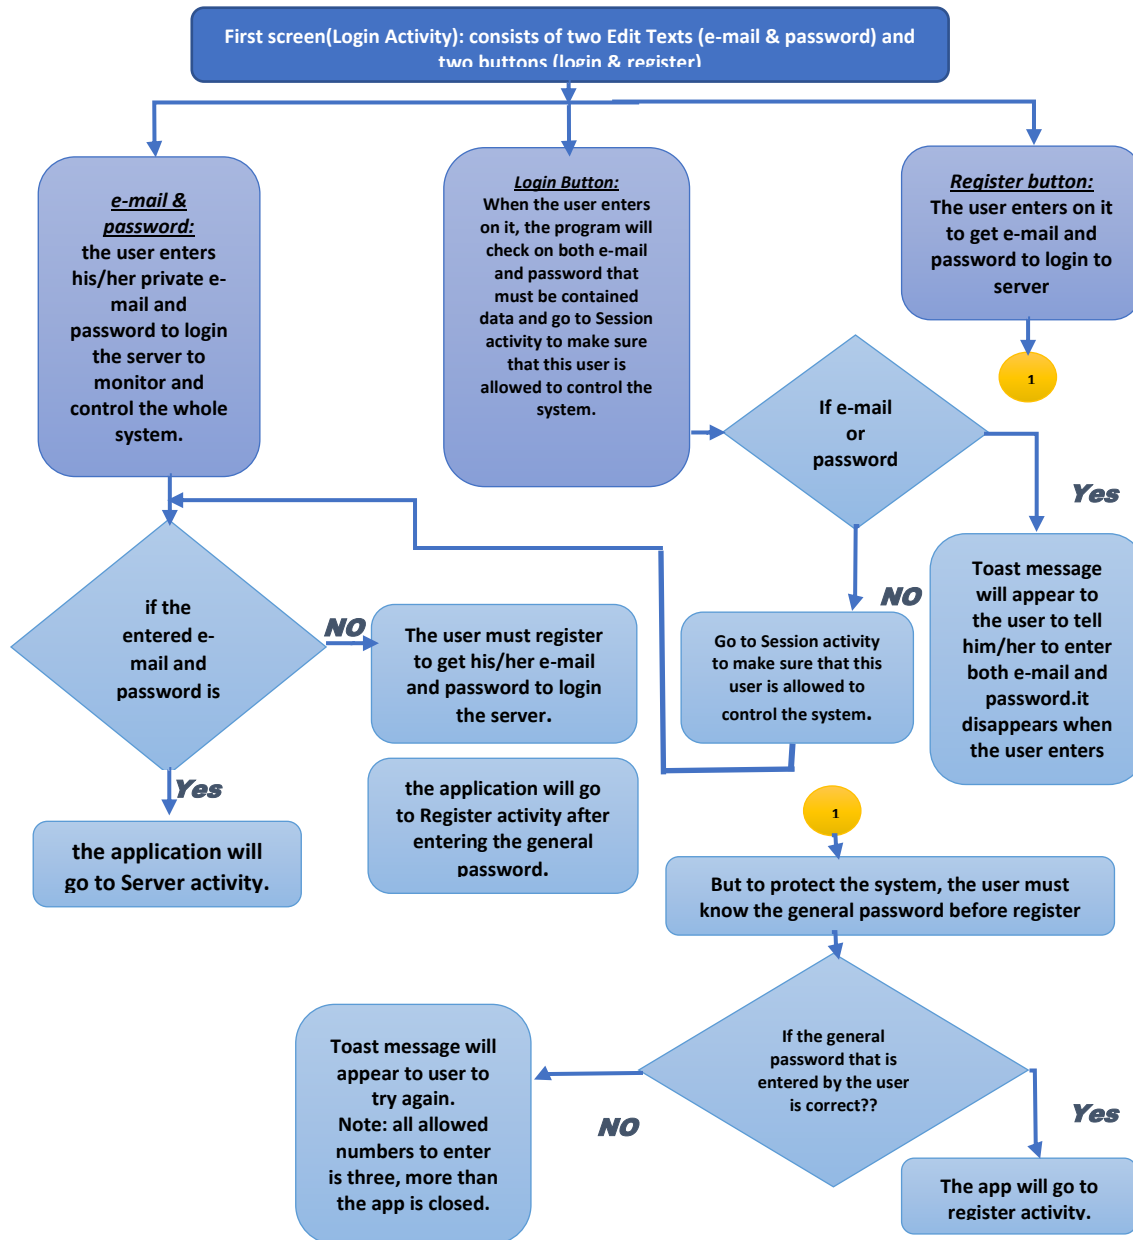 First screen(Login Activity): consists of two Edit Texts (e-mail & password) and
two buttons (login & register)
e-mail &
password:
the user enters
his/her private e-
mail and
password to login
the server to
monitor and
control the whole
system.
Login Button:
When the user enters
on it, the program will
check on both e-mail
and password that
must be contained
data and go to Session
activity to make sure
that this user is
allowed to control the
system.
Register button:
The user enters on it
to get e-mail and
password to login to
server
1
If e-mail
or
password
Yes
NO
Toast message
will appear to
the user to tell
him/her to enter
both e-mail and
password.it
disappears when
the user enters
Go to Session activity
to make sure that this
user is allowed to
control the system.
if the
entered e-
mail and
password is
NO
The user must register
to get his/her e-mail
and password to login
the server.
Yes
the application will
go to Server activity.
the application will go
to Register activity after
entering the general
password.
1
But to protect the system, the user must
know the general password before register
If the general
password that is
entered by the user
is correct??
NO
Toast message will
appear to user to
try again.
Note: all allowed
numbers to enter
is three, more than
the app is closed.
Yes
The app will go to
register activity.